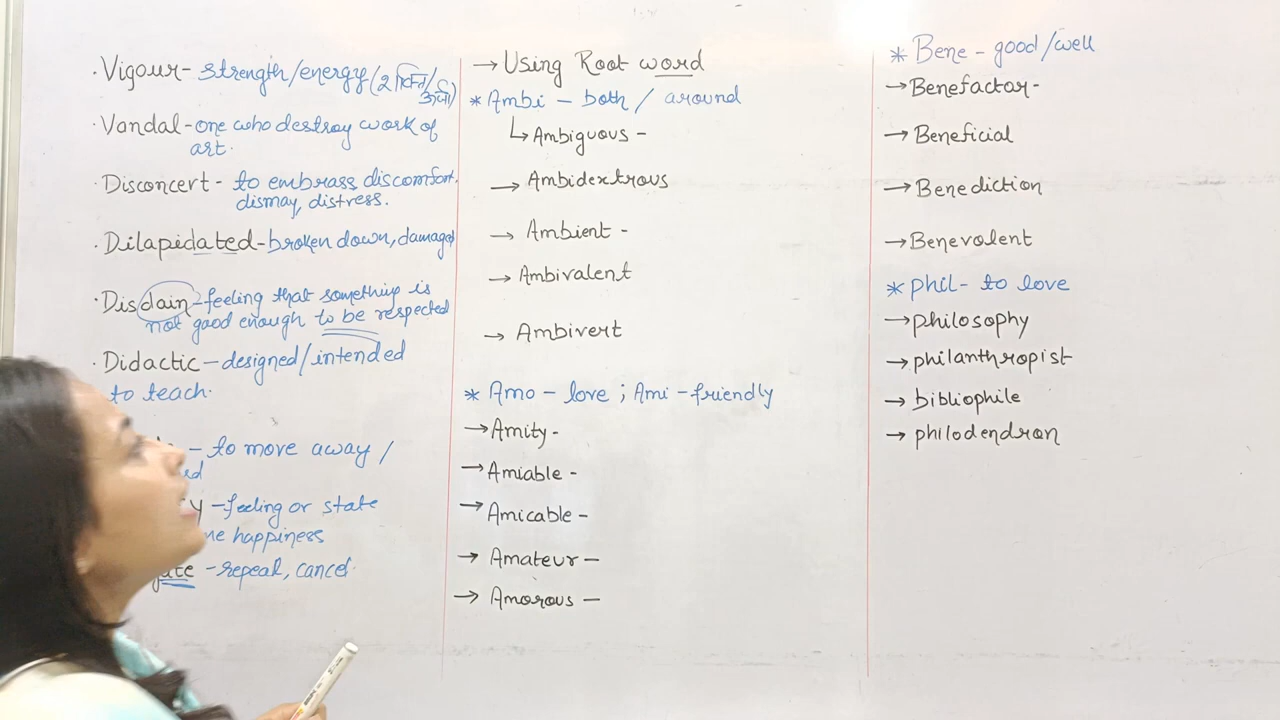 · Vigour - strength/energy (
· Vandal - one who destroy work of
art.
· Disconcert - to embrass discomfort.
dismay, distress.
· Dilapidated - broken down, damaged
· Disdain - feeling that something is
not good enough to be respected
· Didactic - designed/intended
to teach.
- to move away /
- feeling or state
happiness
- repeal, cancel.
→ Using Root word
* Ambi - both / around
Ambiguous -
→ Ambidextrous
→ Ambient -
→ Ambivalent
→ Ambivert
* Amo - love ; Ami - friendly
→ Amity -
→ Amiable -
→ Amicable -
→ Amateur -
→ Amorous -
* Bene - good/well
→ Benefactor -
→ Beneficial
→ Benediction
→ Benevolent
* phil - to love
→ philosophy
→ philanthropist
→ bibliophile
→ philodendron